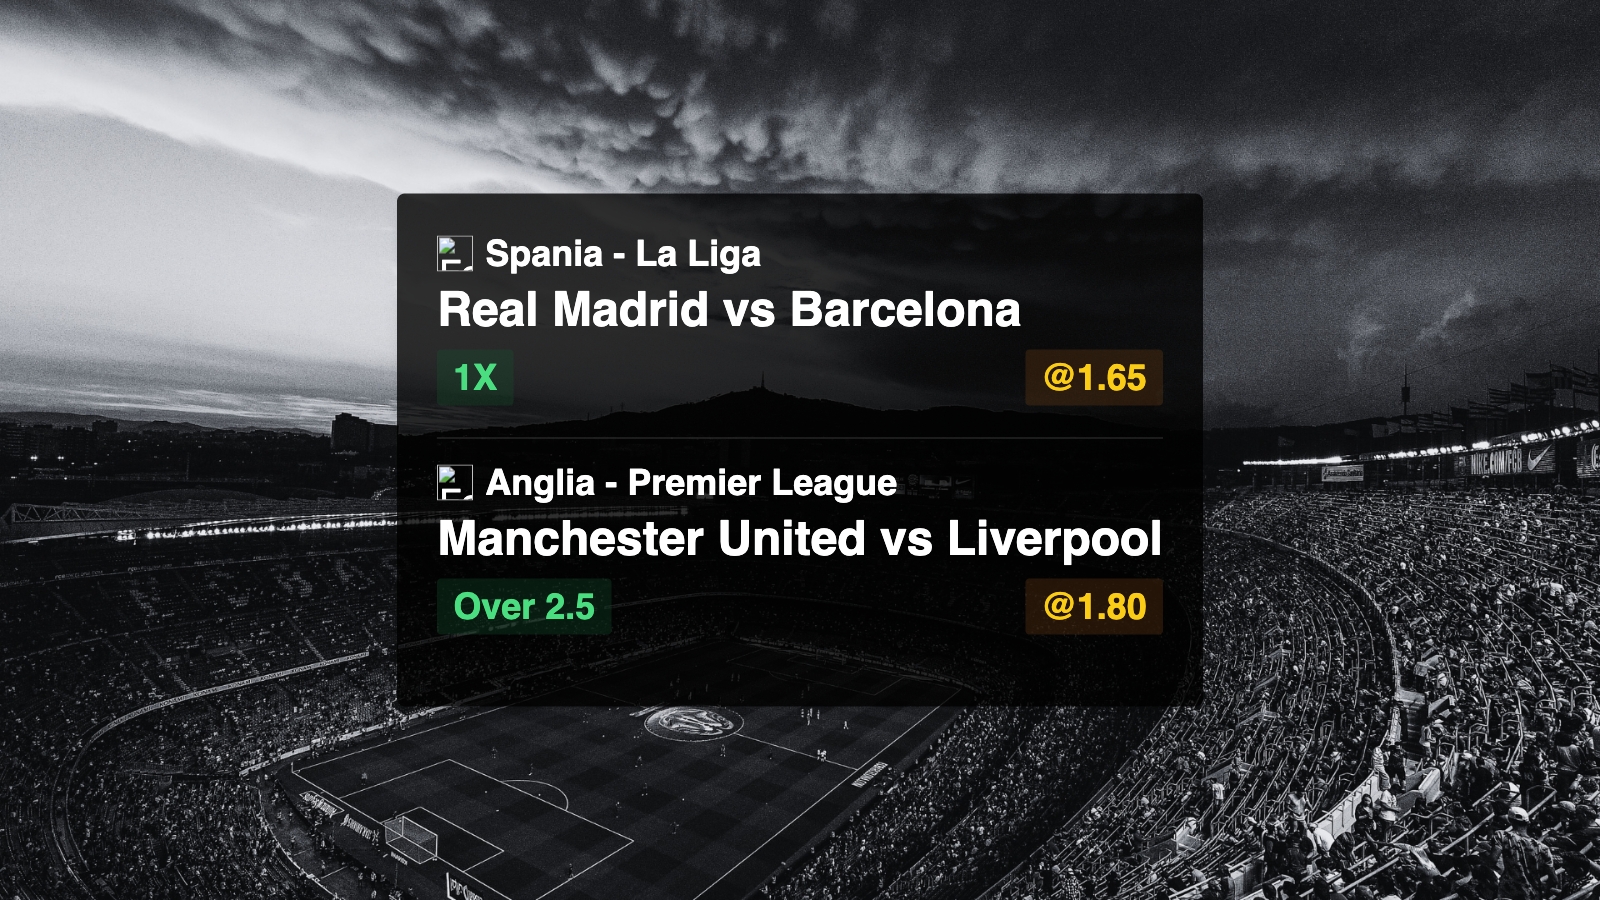 Spania - La Liga
Real Madrid vs Barcelona
1X
@1.65
Anglia - Premier League
Manchester United vs Liverpool
Over 2.5
@1.80